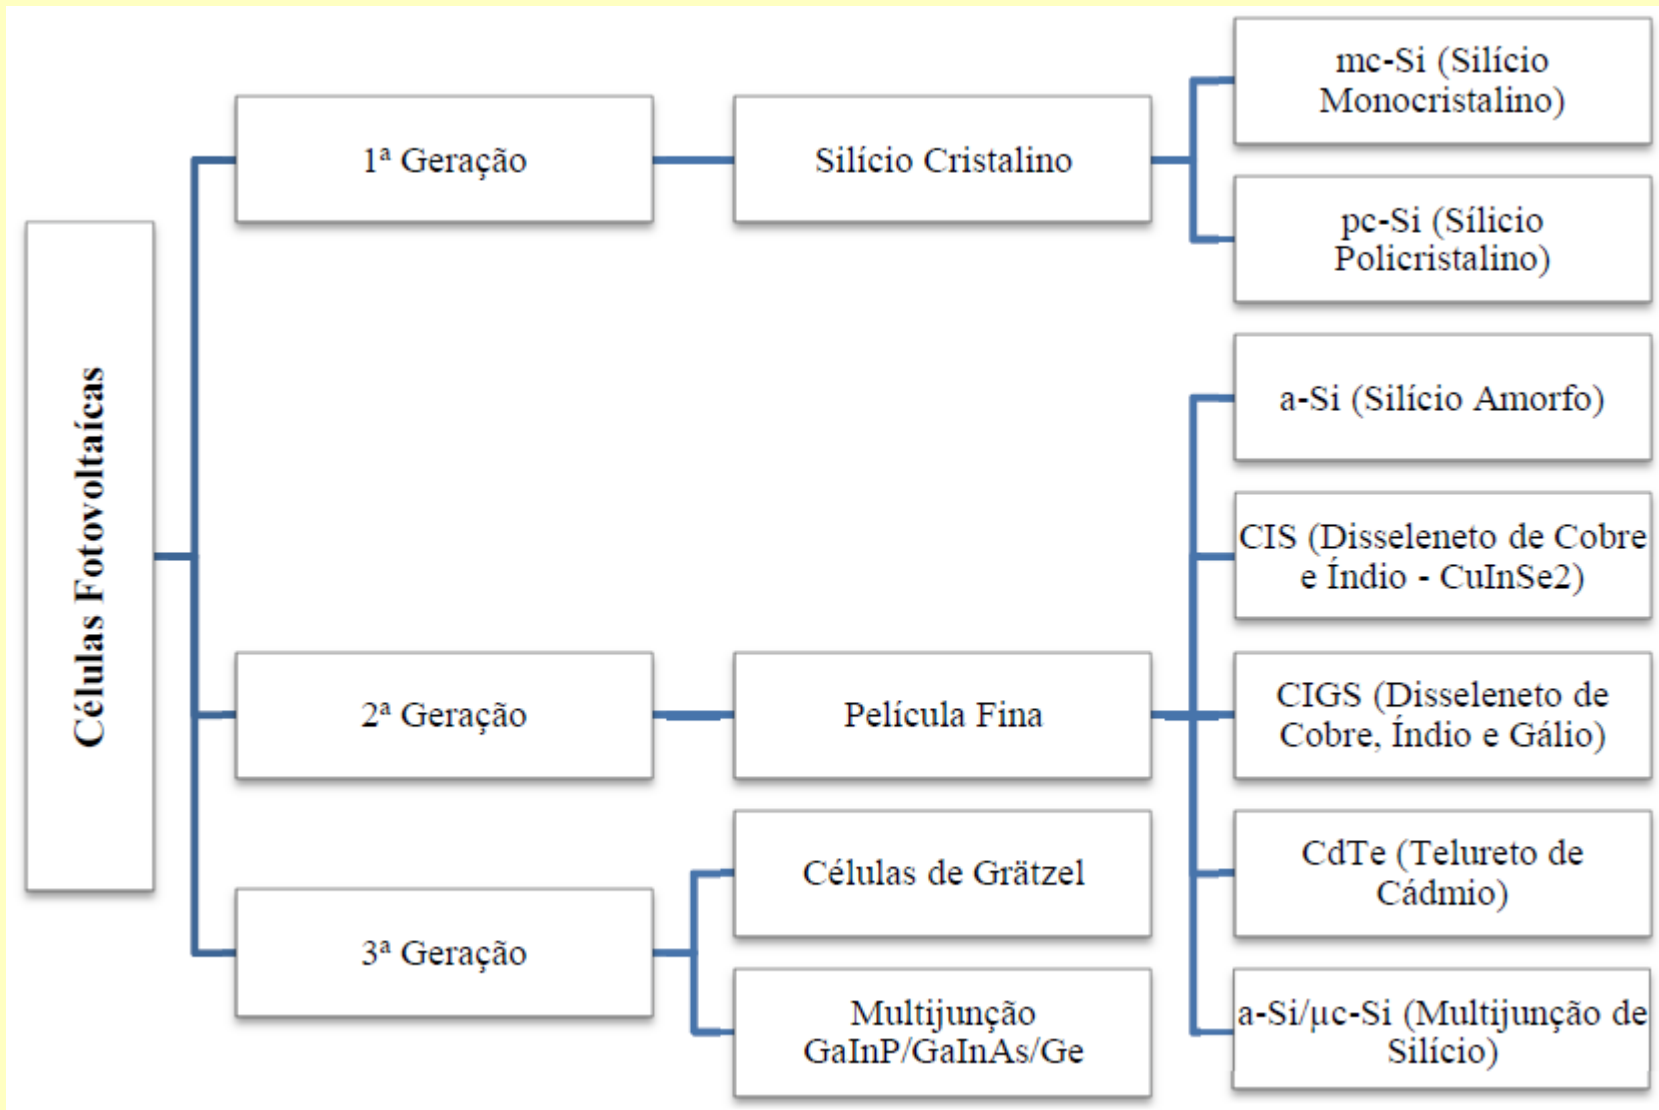 Células Fotovoltaícas
1ª Geração
Silício Cristalino
mc-Si (Silício
Monocristalino)
pc-Si (Sílicio
Policristalino)
2ª Geração
Película Fina
a-Si (Silício Amorfo)
CIS (Disseleneto de Cobre
e Índio - CuInSe2)
CIGS (Disseleneto de
Cobre, Índio e Gálio)
CdTe (Telureto de
Cádmio)
a-Si/µc-Si (Multijunção de
Silício)
3ª Geração
Células de Grätzel
Multijunção
GaInP/GaInAs/Ge